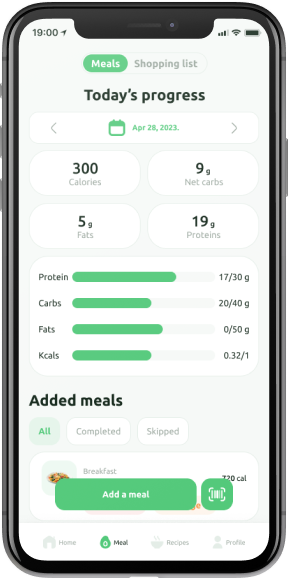 19:00
Meals Shopping list
Today's progress
Apr 28, 2023.
300
Calories
9 g
Net carbs
5 g
Fats
19 g
Proteins
Protein 17/30 g
Carbs 20/40 g
Fats 0/50 g
Kcals 0.32/1
Added meals
All Completed Skipped
Breakfast
720 cal
Add a meal
Home Meal Recipes Profile